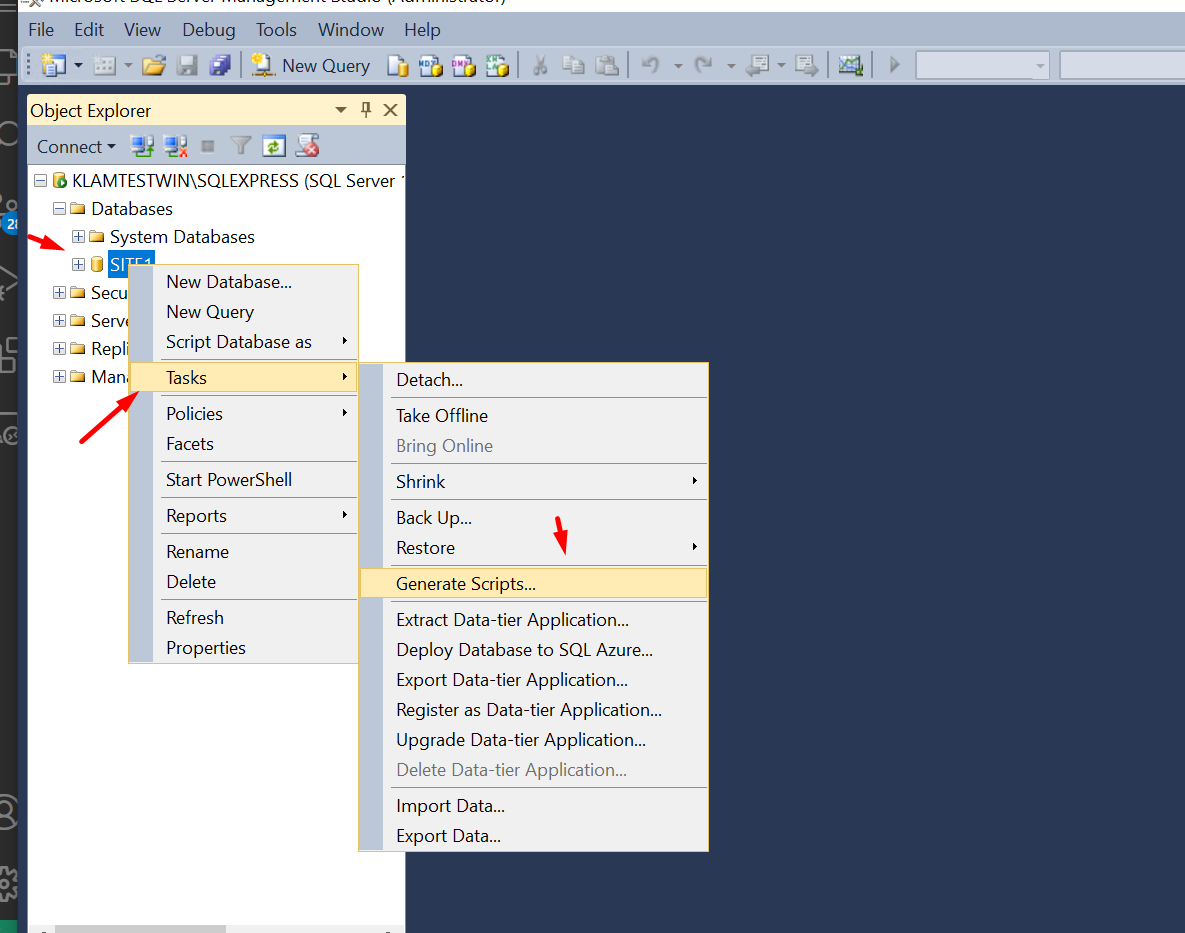 Microsoft SQL Server Management Studio (Administrator)
File Edit View Debug Tools Window Help
New Query
Object Explorer
Connect
KLAMTESTWIN\SQLEXPRESS (SQL Server
Databases
System Databases
28
SITE1
New Database...
Secu
New Query
Serve
Script Database as
Repli
Mana
Tasks
Detach...
Policies
Take Offline
Facets
Bring Online
Start PowerShell
Shrink
Reports
Back Up...
Rename
Restore
Delete
Generate Scripts...
Refresh
Extract Data-tier Application...
Properties
Deploy Database to SQL Azure...
Export Data-tier Application...
Register as Data-tier Application...
Upgrade Data-tier Application...
Delete Data-tier Application...
Import Data...
Export Data...